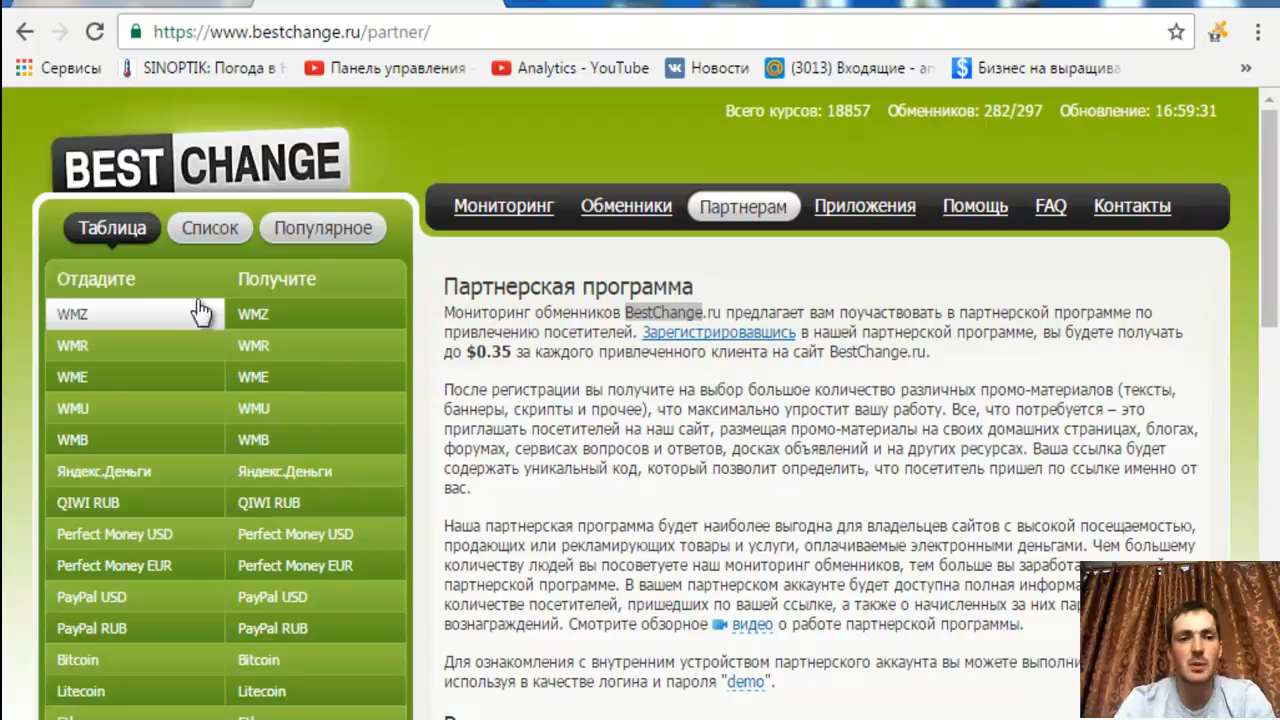 https://www.bestchange.ru/partner/
Сервисы SINOPTIK: Погода в Панель управления Analytics - YouTube Новости (3013) Входящие - Бизнес на выращива »
Всего курсов: 18857 Обменников: 282/297 Обновление: 16:59:31
BEST CHANGE
Мониторинг Обменники Партнерам Приложения Помощь FAQ Контакты
Таблица Список Популярное
Отдадите Получите
WMZ WMZ
WMR WMR
WME WME
WMU WMU
WMB WMB
Яндекс.Деньги Яндекс.Деньги
QIWI RUB QIWI RUB
Perfect Money USD Perfect Money USD
Perfect Money EUR Perfect Money EUR
PayPal USD PayPal USD
PayPal RUB PayPal RUB
Bitcoin Bitcoin
Litecoin Litecoin
Партнерская программа
Мониторинг обменников BestChange.ru предлагает вам поучаствовать в партнерской программе по
привлечению посетителей. Зарегистрировавшись в нашей партнерской программе, вы будете получать
до $0.35 за каждого привлеченного клиента на сайт BestChange.ru.
После регистрации вы получите на выбор большое количество различных промо-материалов (тексты,
баннеры, скрипты и прочее), что максимально упростит вашу работу. Все, что потребуется – это
приглашать посетителей на наш сайт, размещая промо-материалы на своих домашних страницах, блогах,
форумах, сервисах вопросов и ответов, досках объявлений и на других ресурсах. Ваша ссылка будет
содержать уникальный код, который позволит определить, что посетитель пришел по ссылке именно от
вас.
Наша партнерская программа будет наиболее выгодна для владельцев сайтов с высокой посещаемостью,
продающих или рекламирующих товары и услуги, оплачиваемые электронными деньгами. Чем большему
количеству людей вы посоветуете наш мониторинг обменников, тем больше вы заработа
партнерской программе. В вашем партнерском аккаунте будет доступна полная информа
количестве посетителей, пришедших по вашей ссылке, а также о начисленных за них па
вознаграждений. Смотрите обзорное видео о работе партнерской программы.
Для ознакомления с внутренним устройством партнерского аккаунта вы можете выполни
используя в качестве логина и пароля "demo".